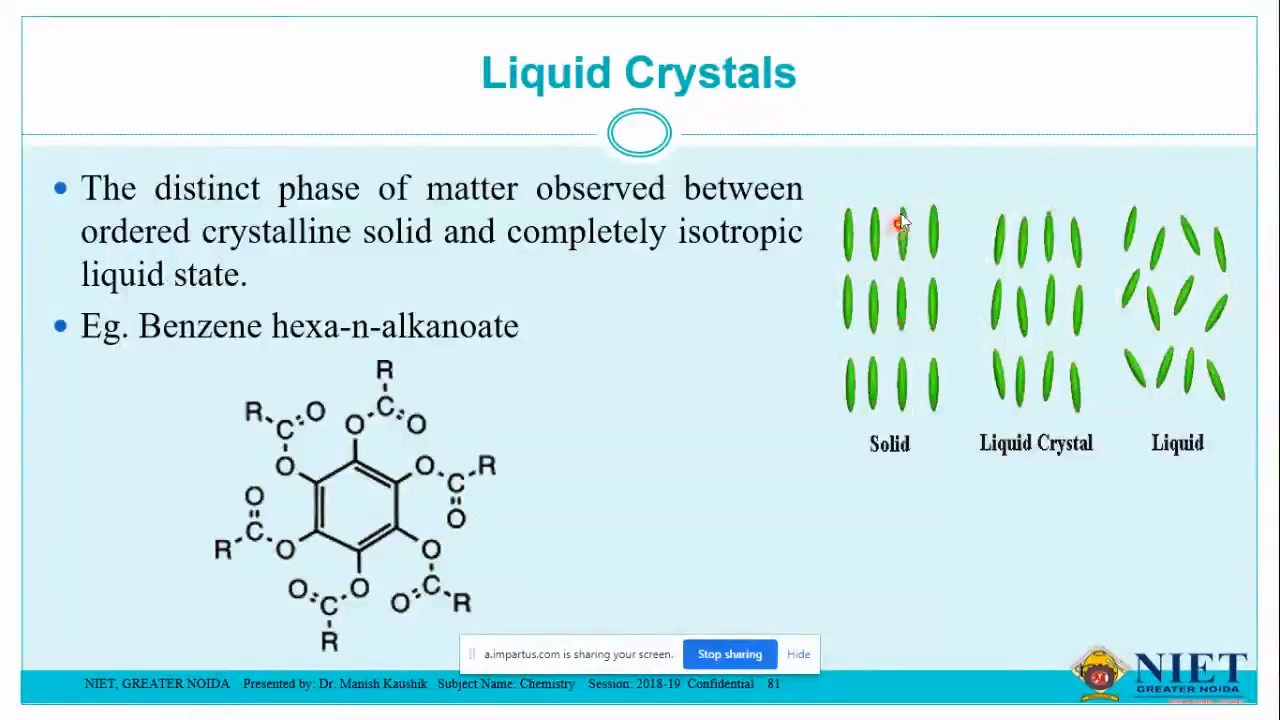 Liquid Crystals
The distinct phase of matter observed between
ordered crystalline solid and completely isotropic
liquid state.
Eg. Benzene hexa-n-alkanoate
Solid
Liquid Crystal
Liquid
R
R
C
O
C
O
O
O
O
R
C
O
O
C
R
O
O
O
C
R
O
O
C
O
C
R
R
a.impartus.com is sharing your screen.
Stop sharing
Hide
NIET, GREATER NOIDA Presented by: Dr. Manish Kaushik Subject Name: Chemistry Session: 2018-19 Confidential 81
NIET
GREATER NOIDA